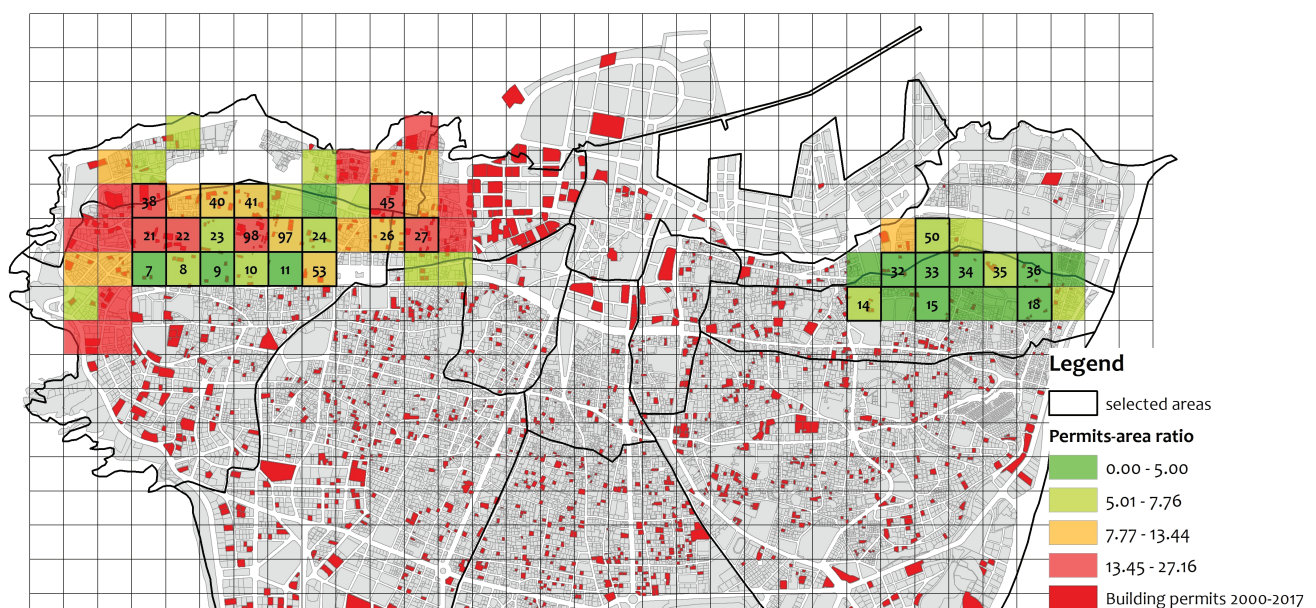 38 40 41 45
21 22 23 98 97 24 26 27
50
7 8 9 10 11 53
32 33 34 35 36
14 15 18
Legend
selected areas
Permits-area ratio
0.00 - 5.00
5.01 - 7.76
7.77 - 13.44
13.45 - 27.16
Building permits 2000-2017